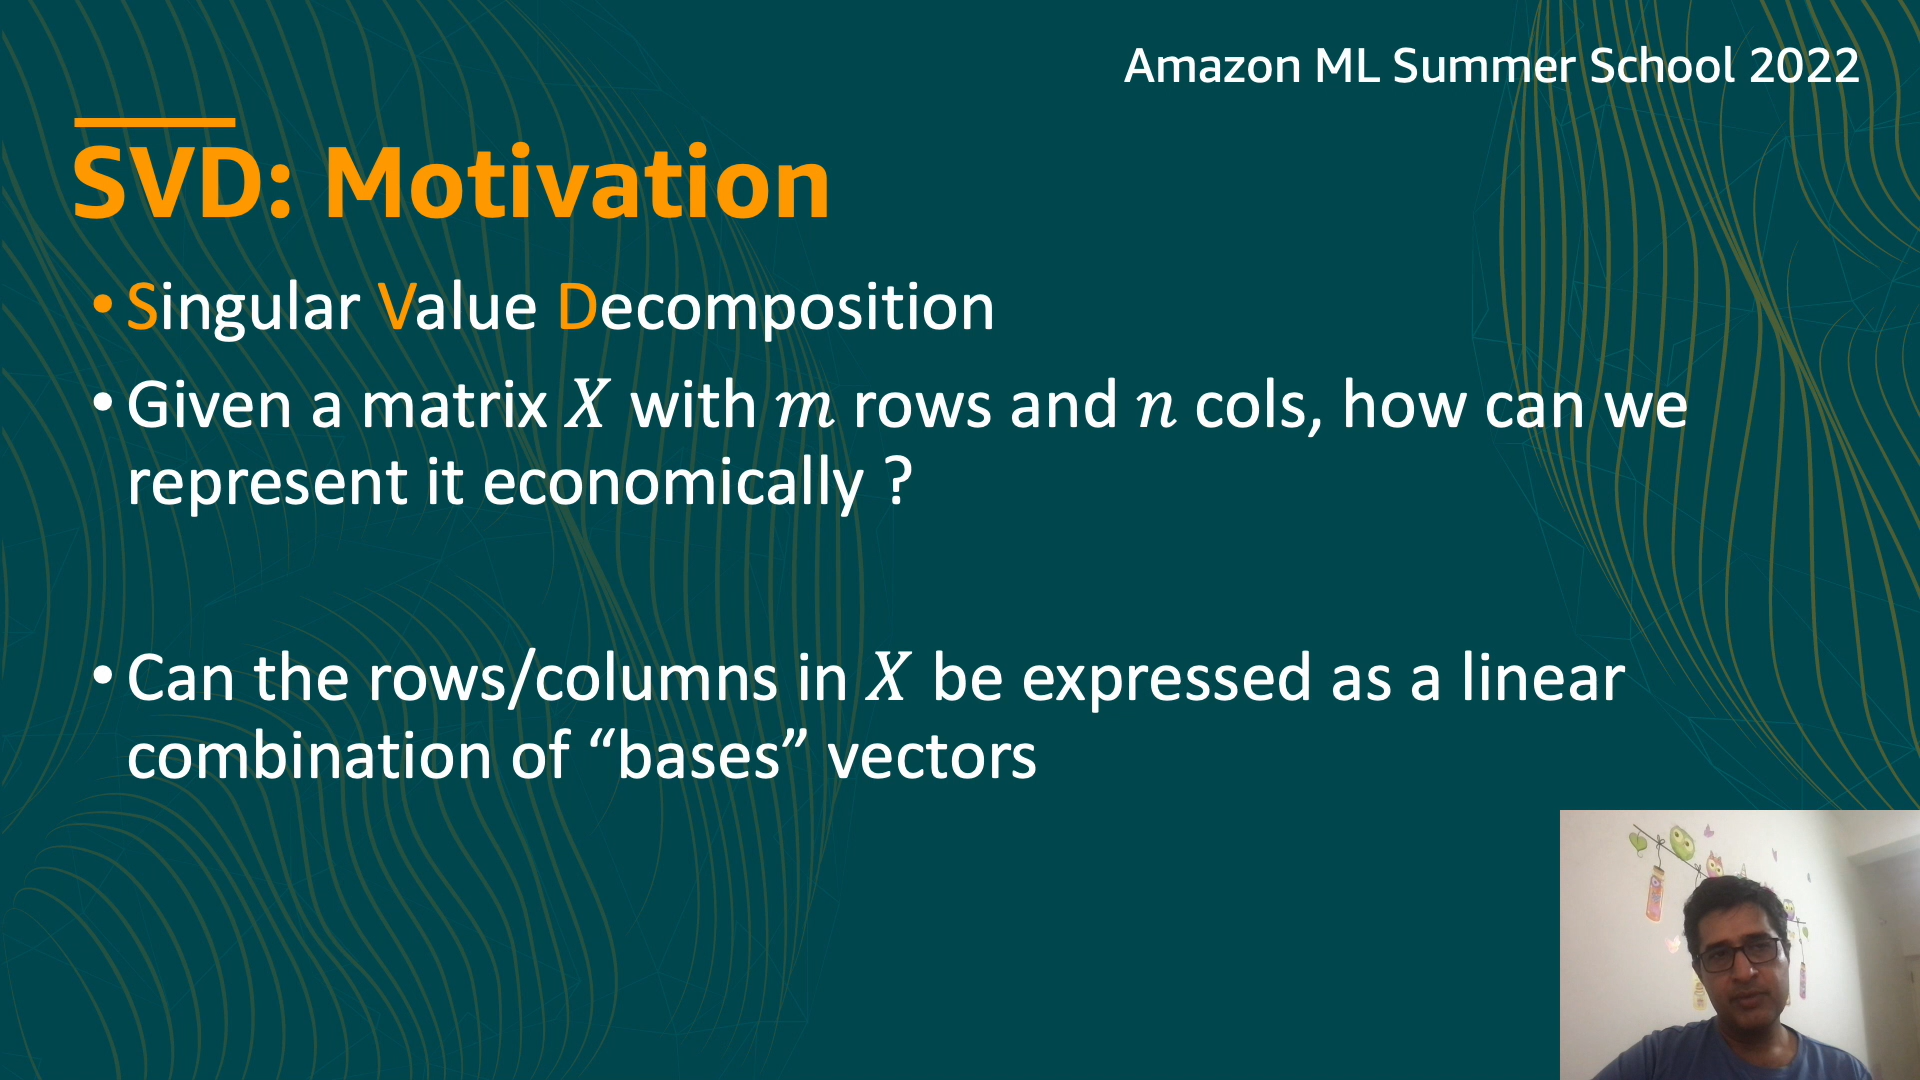 Amazon ML Summer School 2022
SVD: Motivation
• Singular Value Decomposition
• Given a matrix X with m rows and n cols, how can we
represent it economically ?
• Can the rows/columns in X be expressed as a linear
combination of “bases” vectors